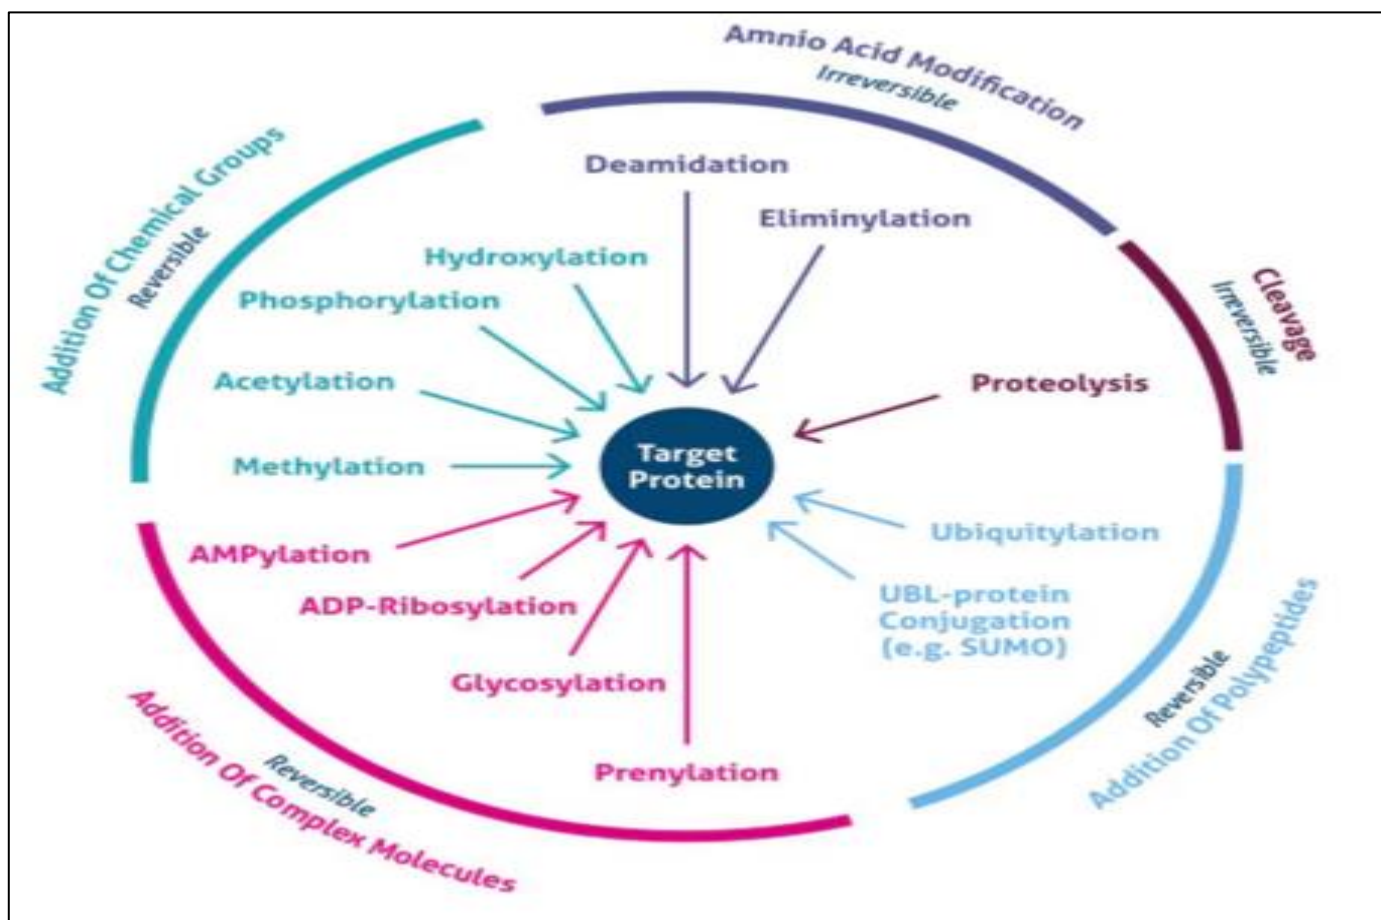 Amnio Acid Modification
Irreversible
Deamidation
Eliminylation
Addition Of Chemical Groups
Reversible
Hydroxylation
Phosphorylation
Acetylation
Methylation
Cleavage
Irreversible
Proteolysis
Target
Protein
AMPylation
ADP-Ribosylation
Glycosylation
Prenylation
Reversible
Addition Of Complex Molecules
Ubiquitylation
UBL-protein
Conjugation
(e.g. SUMO)
Reversible
Addition Of Polypeptides